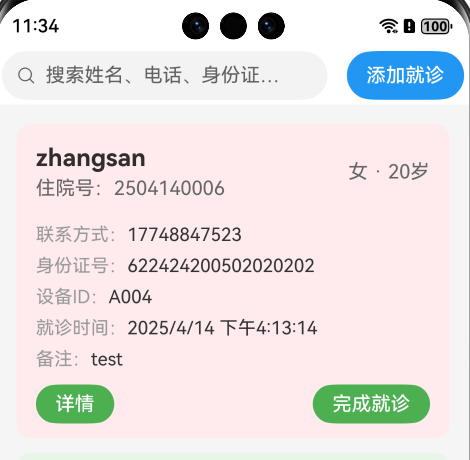 11:34
100
搜索姓名、电话、身份证...
添加就诊
zhangsan
女 · 20岁
住院号：2504140006
联系方式：17748847523
身份证号：622424200502020202
设备ID：A004
就诊时间：2025/4/14 下午4:13:14
备注：test
详情
完成就诊